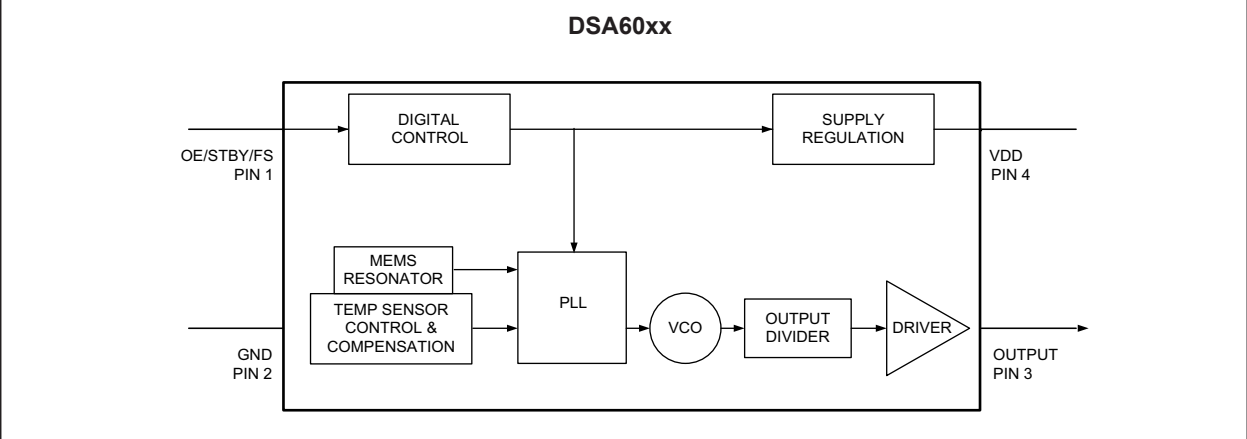 DSA60xx
DIGITAL
CONTROL
SUPPLY
REGULATION
OE/STBY/FS
PIN 1
VDD
PIN 4
MEMS
RESONATOR
TEMP SENSOR
CONTROL &
COMPENSATION
PLL
VCO
OUTPUT
DIVIDER
DRIVER
GND
PIN 2
OUTPUT
PIN 3